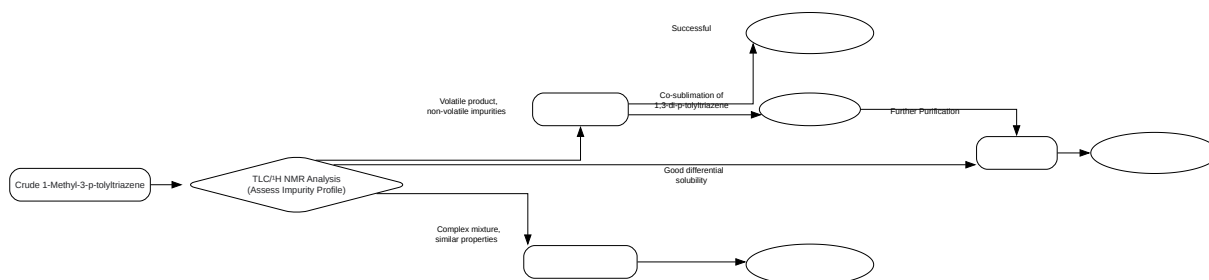 Successful
Co-sublimation of
1,3-di-p-tolyltriazene
Volatile product,
non-volatile impurities
Further Purification
Good differential
solubility
Crude 1-Methyl-3-p-tolyltriazene
TLC/¹H NMR Analysis
(Assess Impurity Profile)
Complex mixture,
similar properties